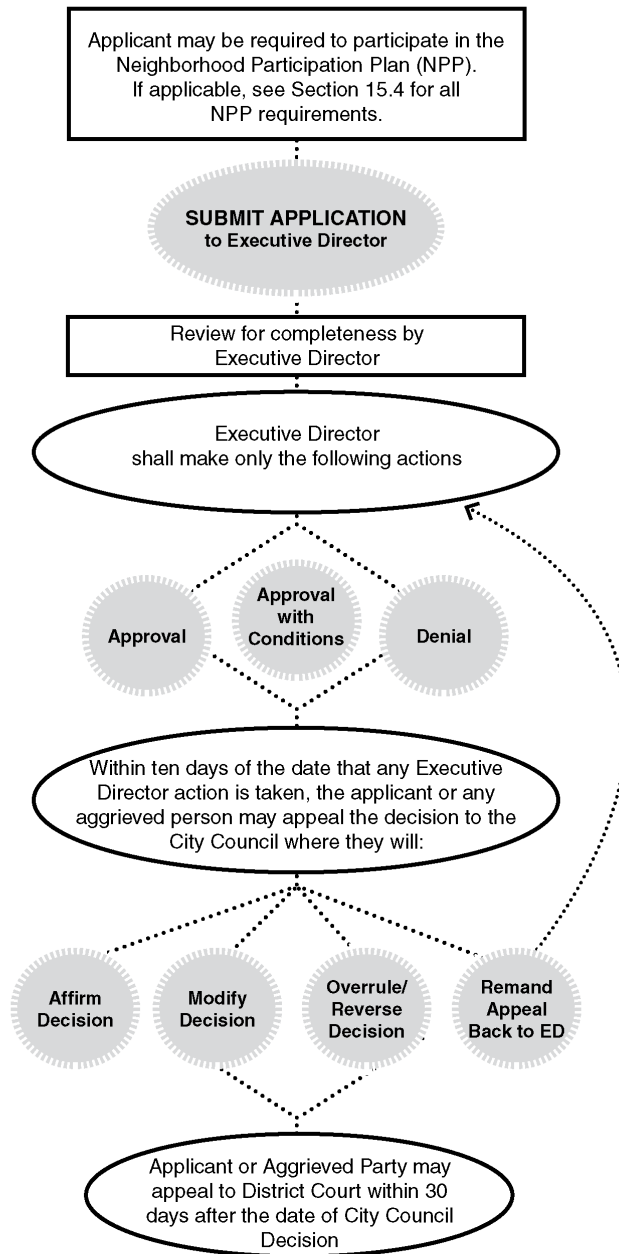 Applicant may be required to participate in the
Neighborhood Participation Plan (NPP).
If applicable, see Section 15.4 for all
NPP requirements.
SUBMIT APPLICATION
to Executive Director
Review for completeness by
Executive Director
Executive Director
shall make only the following actions
Approval
Approval
with
Conditions
Denial
Within ten days of the date that any Executive
Director action is taken, the applicant or any
aggrieved person may appeal the decision to the
City Council where they will:
Affirm
Decision
Modify
Decision
Overrule/
Reverse
Decision
Remand
Appeal
Back to ED
Applicant or Aggrieved Party may
appeal to District Court within 30
days after the date of City Council
Decision